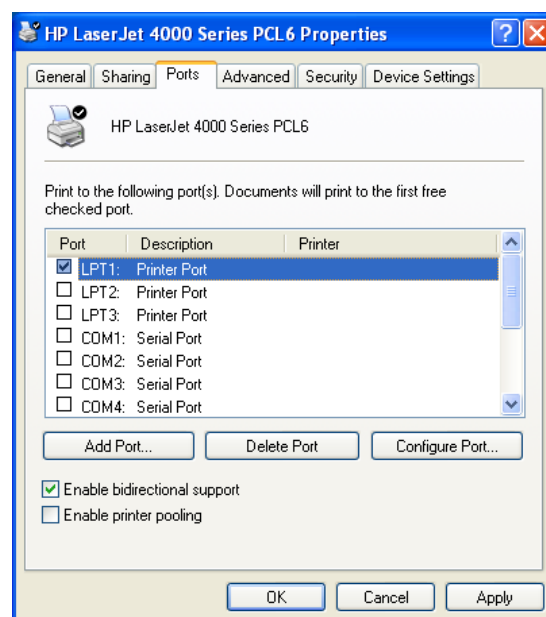 HP LaserJet 4000 Series PCL6 Properties
General Sharing Ports Advanced Security Device Settings
HP LaserJet 4000 Series PCL6
Print to the following port(s). Documents will print to the first free
checked port.
Port Description Printer
LPT1: Printer Port
LPT2: Printer Port
LPT3: Printer Port
COM1: Serial Port
COM2: Serial Port
COM3: Serial Port
COM4: Serial Port
Add Port... Delete Port Configure Port...
Enable bidirectional support
Enable printer pooling
OK Cancel Apply